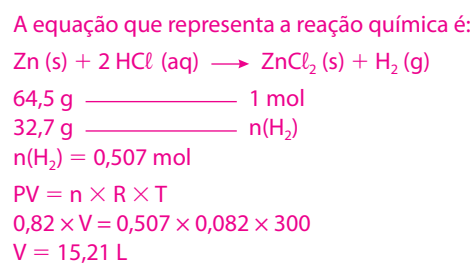 A equação que representa a reação química é:
Zn (s) + 2 HCℓ (aq) ⟶ ZnCℓ₂ (s) + H₂ (g)
64,5 g ———————— 1 mol
32,7 g ———————— n(H₂)
n(H₂) = 0,507 mol
PV = n × R × T
0,82 × V = 0,507 × 0,082 × 300
V = 15,21 L